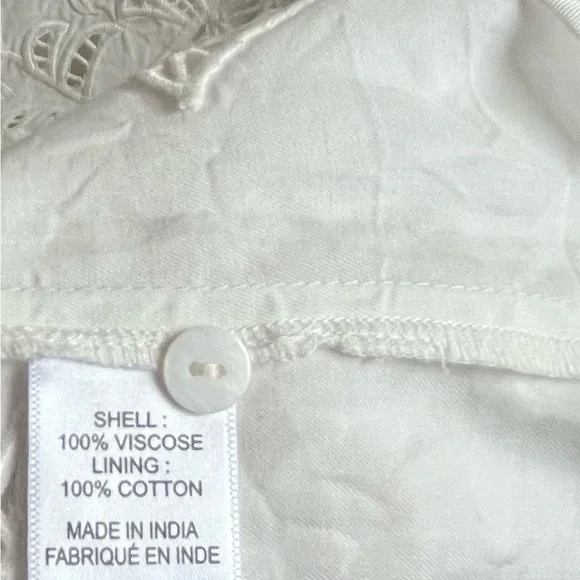 SHELL :
100% VISCOSE
LINING :
100% COTTON
MADE IN INDIA
FABRIQUÉ EN INDE